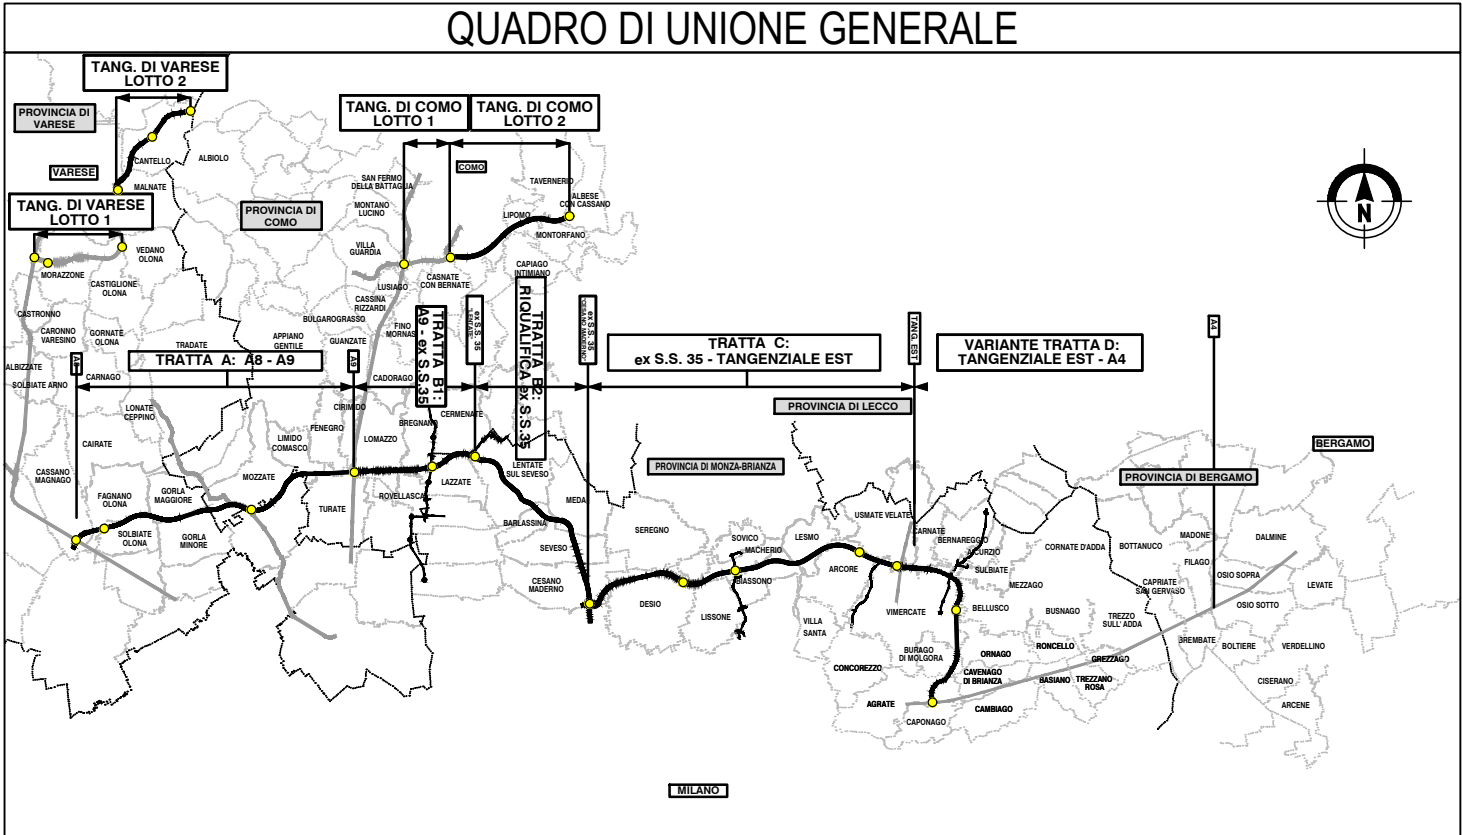 QUADRO DI UNIONE GENERALE
TANG. DI VARESE
LOTTO 2
PROVINCIA DI
VARESE
TANG. DI COMO
LOTTO 1
TANG. DI COMO
LOTTO 2
CANTELLO
ALBIOLO
VARESE
MALNATE
COMO
SAN FERMO
DELLA BATTAGLIA
TAVERNERIO
ALBESE
CON CASSANO
TANG. DI VARESE
LOTTO 1
PROVINCIA DI
COMO
MONTANO
LUCINO
LIPOMO
MONTORFANO
N
VILLA
GUARDIA
VEDANO
OLONA
MORAZZONE
CASTIGLIONE
OLONA
LUSIAGO
CASNATE
CON BERNATE
CAPIAGO
INTIMIANO
CASSINA
RIZZARDI
CASTRONNO
BULGAROGRASSO
FINO
MORNAS
CARONNO
VARESINO
GORNATE
OLONA
APPIANO
GENTILE
GUANZATE
TRADATE
TRATTA A: A8 - A9
A9
TRATTA B1:
A9 - ex S.S.35
ex S.S. 35
"LENTATE"
TRATTA B2:
RIQUALIFICA ex S.S.35
ex S.S. 35
"CESANO MADERNO"
TRATTA C:
ex S.S. 35 - TANGENZIALE EST
TANG. EST
VARIANTE TRATTA D:
TANGENZIALE EST - A4
A4
ALBIZZATE
SOLBIATE ARNO
CARNAGO
CADORAGO
LONATE
CEPPINO
CIRIMIDO
FENEGRO
CERMENATE
BREGNANO
PROVINCIA DI LECCO
CAIRATE
LIMIDO
COMASCO
LOMAZZO
BERGAMO
CASSANO
MAGNAGO
MOZZATE
LENTATE
SUL SEVESO
PROVINCIA DI MONZA-BRIANZA
PROVINCIA DI BERGAMO
FAGNANO
OLONA
GORLA
MAGGIORE
TURATE
ROVELLASCA
LAZZATE
MEDA
SOLBIATE
OLONA
GORLA
MINORE
BARLASSINA
SEREGNO
SOVICO
LESMO
USMATE VELATE
CARNATE
BERNAREGGIO
AICURZIO
CORNATE D'ADDA
BOTTANUCO
MADONE
DALMINE
SEVESO
MACHERIO
ARCORE
SULBIATE
FILAGO
OSIO SOPRA
CESANO
MADERNO
BIASSONO
MEZZAGO
CAPRIATE
SAN GERVASO
LEVATE
DESIO
LISSONE
VILLA
SANTA
VIMERCATE
BELLUSCO
BUSNAGO
TREZZO
SULL'ADDA
OSIO SOTTO
BREMBATE
BOLTIERE
VERDELLINO
BURAGO
DI MOLGORA
ORNAGO
RONCELLO
GREZZAGO
CONCOREZZO
CAVENAGO
DI BRIANZA
BASIANO
TREZZANO
ROSA
CISERANO
AGRATE
CAMBIAGO
ARCENE
CAPONAGO
MILANO